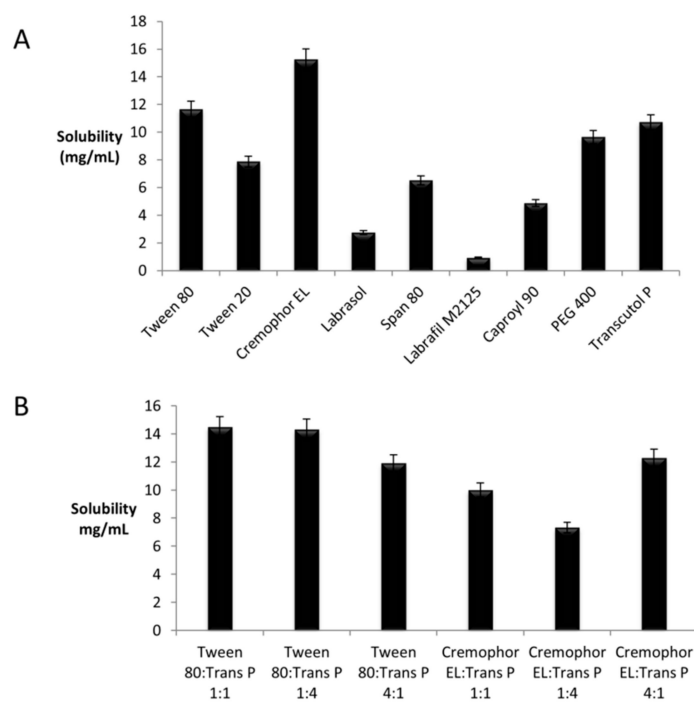 A
18
16
14
12
10
8
6
4
2
0
Solubility
(mg/mL)
Tween 80
Tween 20
Cremophor EL
Labrasol
Span 80
Labrafil M2125
Caproyl 90
PEG 400
Transcutol P
B
16
14
12
10
8
6
4
2
0
Solubility
mg/mL
Tween
80:Trans P
1:1
Tween
80:Trans P
1:4
Tween
80:Trans P
4:1
Cremophor
EL:Trans P
1:1
Cremophor
EL:Trans P
1:4
Cremophor
EL:Trans P
4:1